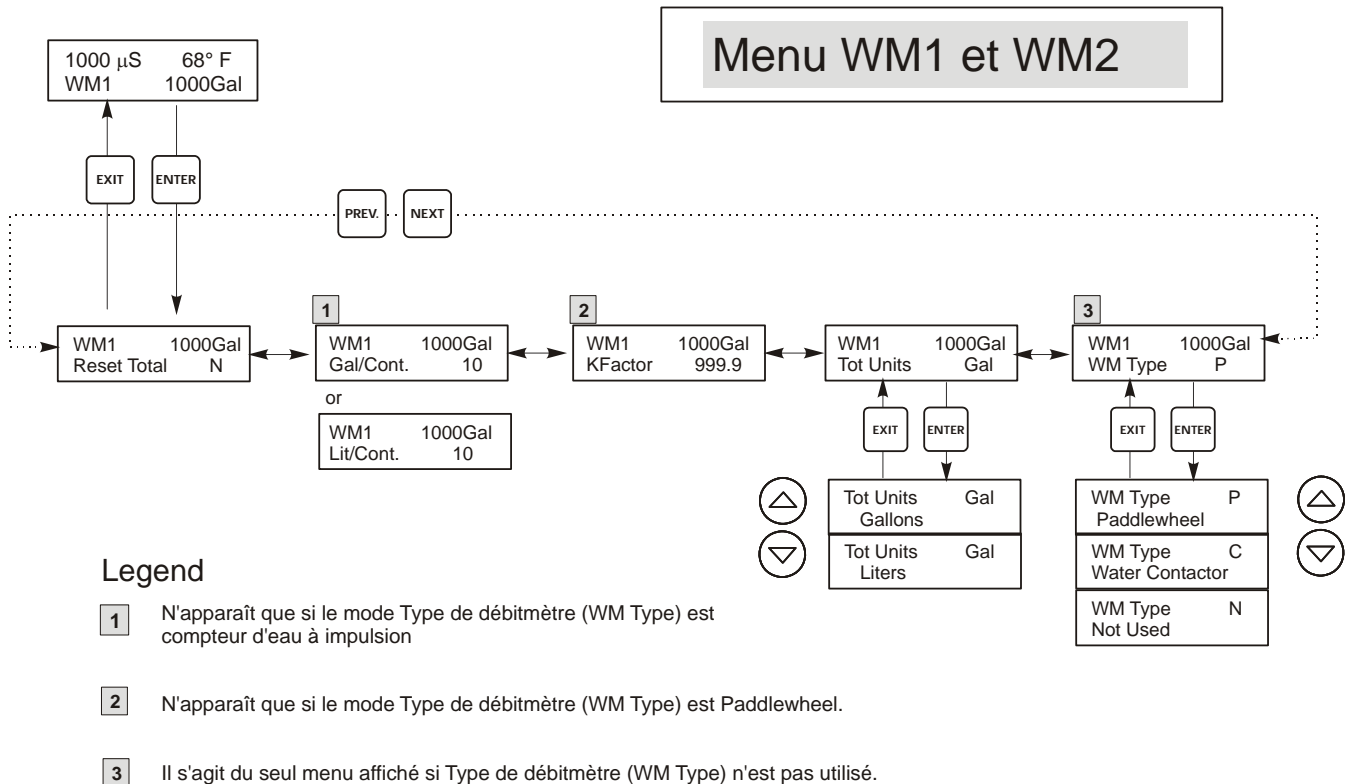 Menu WM1 et WM2
1000 µS 68° F
WM1 1000Gal
EXIT ENTER
PREV. NEXT
WM1 1000Gal
Reset Total N
1
WM1 1000Gal
Gal/Cont. 10
or
WM1 1000Gal
Lit/Cont. 10
2
WM1 1000Gal
KFactor 999.9
WM1 1000Gal
Tot Units Gal
EXIT ENTER
Tot Units Gal
Gallons
Tot Units Gal
Liters
3
WM1 1000Gal
WM Type P
EXIT ENTER
WM Type P
Paddlewheel
WM Type C
Water Contactor
WM Type N
Not Used
Legend
1 N'apparaît que si le mode Type de débitmètre (WM Type) est
compteur d'eau à impulsion
2 N'apparaît que si le mode Type de débitmètre (WM Type) est Paddlewheel.
3 Il s'agit du seul menu affiché si Type de débitmètre (WM Type) n'est pas utilisé.